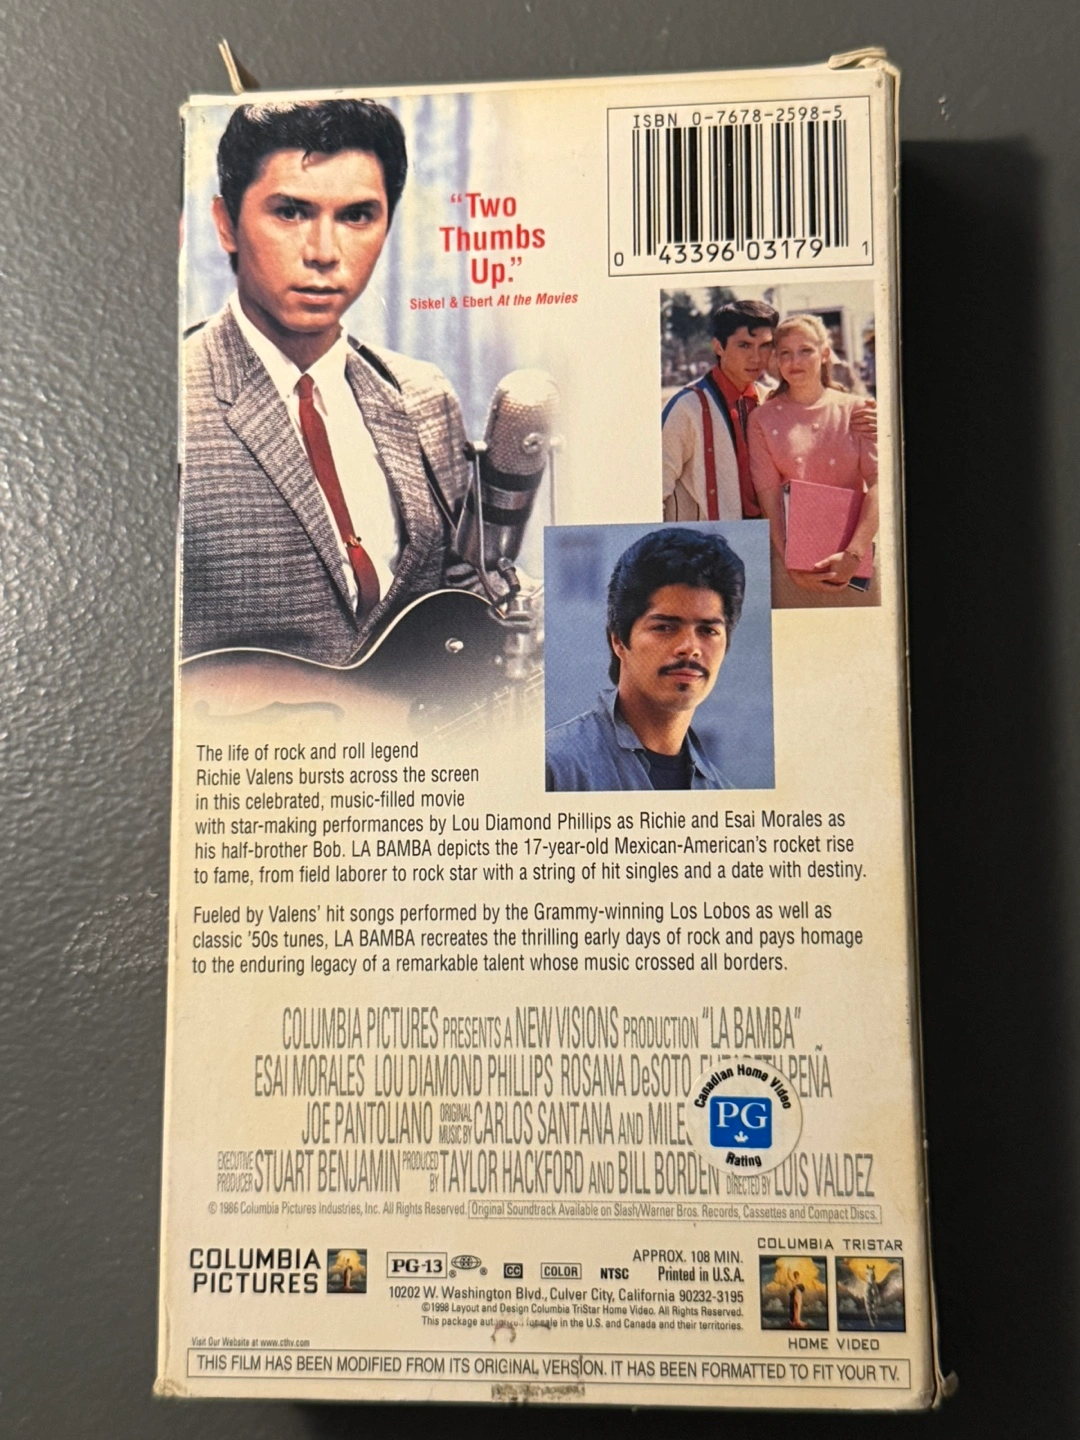 ISBN 0-7678-2598-5
0 43396 03179 1
“Two
Thumbs
Up.”
Siskel & Ebert At the Movies
The life of rock and roll legend
Richie Valens bursts across the screen
in this celebrated, music-filled movie
with star-making performances by Lou Diamond Phillips as Richie and Esai Morales as
his half-brother Bob. LA BAMBA depicts the 17-year-old Mexican-American’s rocket rise
to fame, from field laborer to rock star with a string of hit singles and a date with destiny.
Fueled by Valens’ hit songs performed by the Grammy-winning Los Lobos as well as
classic ’50s tunes, LA BAMBA recreates the thrilling early days of rock and pays homage
to the enduring legacy of a remarkable talent whose music crossed all borders.
COLUMBIA PICTURES PRESENTS A NEW VISIONS PRODUCTION “LA BAMBA”
ESAI MORALES LOU DIAMOND PHILLIPS ROSANA DeSOTO PEÑA
JOE PANTOLIANO ORIGINAL MUSIC BY CARLOS SANTANA AND
EXECUTIVE PRODUCER STUART BENJAMIN PRODUCED BY TAYLOR HACKFORD AND BILL BORDEN DIRECTED BY LUIS VALDEZ
Canadian Home Video
PG
Rating
© 1986 Columbia Pictures Industries, Inc. All Rights Reserved. Original Soundtrack Available on Slash/Warner Bros. Records, Cassettes and Compact Discs.
COLUMBIA
PICTURES
PG-13 ® ® CC COLOR NTSC
APPROX. 108 MIN.
Printed in U.S.A.
10202 W. Washington Blvd., Culver City, California 90232-3195
©1998 Layout and Design Columbia TriStar Home Video. All Rights Reserved.
This package sale in the U.S. and Canada and their territories.
COLUMBIA TRISTAR
HOME VIDEO
Visit Our Website at www.cthv.com
THIS FILM HAS BEEN MODIFIED FROM ITS ORIGINAL VERSION. IT HAS BEEN FORMATTED TO FIT YOUR TV.